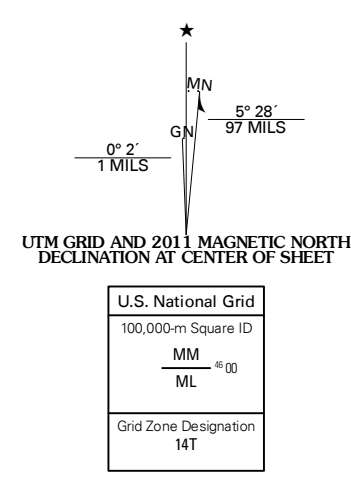 ★
MN
GN
5° 28´
97 MILS
0° 2´
1 MILS
UTM GRID AND 2011 MAGNETIC NORTH
DECLINATION AT CENTER OF SHEET
U.S. National Grid
100,000-m Square ID
MM
46 00
ML
Grid Zone Designation
14T